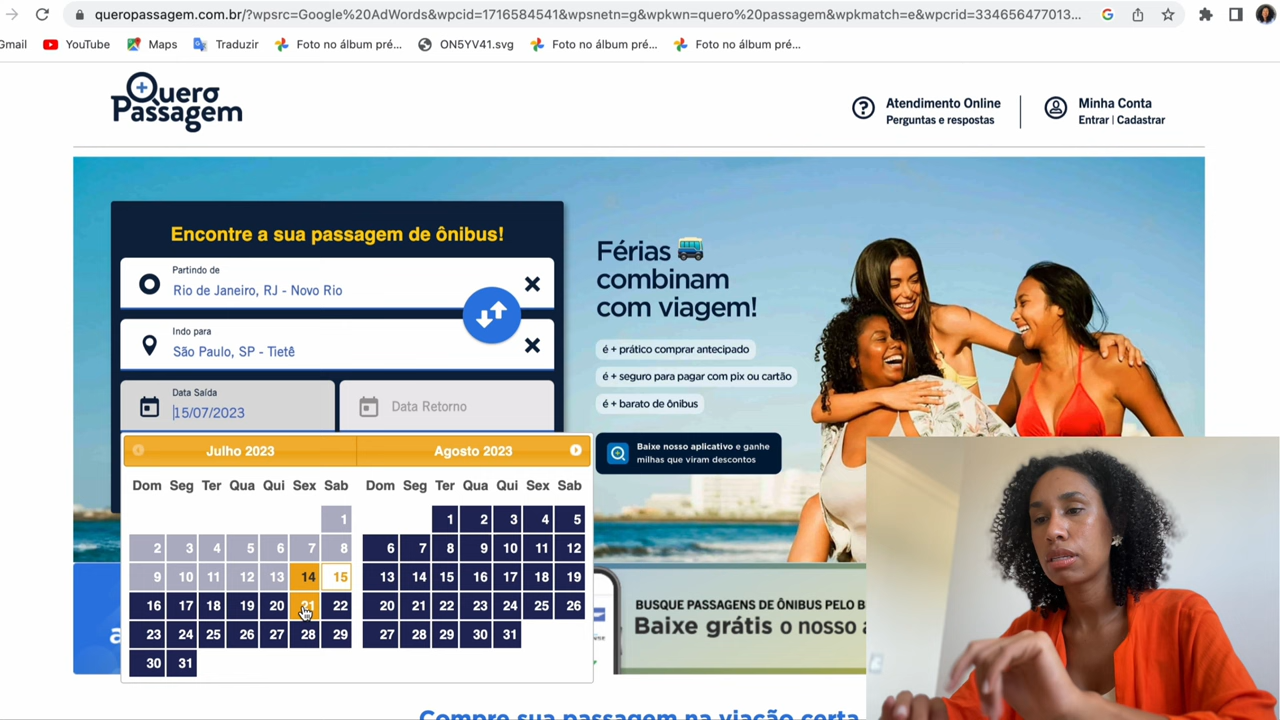 queropassagem.com.br/?wpsrc=Google%20AdWords&wpcid=1716584541&wpsnetn=g&wpkwn=quero%20passagem&wpkmatch=e&wpcrid=334656477013...
Gmail YouTube Maps Traduzir Foto no álbum pré... ON5YV41.svg Foto no álbum pré... Foto no álbum pré...
Quero
Passagem
Atendimento Online
Perguntas e respostas
Minha Conta
Entrar | Cadastrar
Encontre a sua passagem de ônibus!
Partindo de
Rio de Janeiro, RJ - Novo Rio
Indo para
São Paulo, SP - Tietê
Data Saída
15/07/2023
Data Retorno
Férias
combinam
com viagem!
é + prático comprar antecipado
é + seguro para pagar com pix ou cartão
é + barato de ônibus
Baixe nosso aplicativo e ganhe
milhas que viram descontos
Julho 2023
Dom Seg Ter Qua Qui Sex Sab
1
2 3 4 5 6 7 8
9 10 11 12 13 14 15
16 17 18 19 20 21 22
23 24 25 26 27 28 29
30 31
Agosto 2023
Dom Seg Ter Qua Qui Sex Sab
1 2 3 4 5
6 7 8 9 10 11 12
13 14 15 16 17 18 19
20 21 22 23 24 25 26
27 28 29 30 31
BUSQUE PASSAGENS DE ÔNIBUS PELO
Baixe grátis o nosso
Compre sua passagem na viação certa